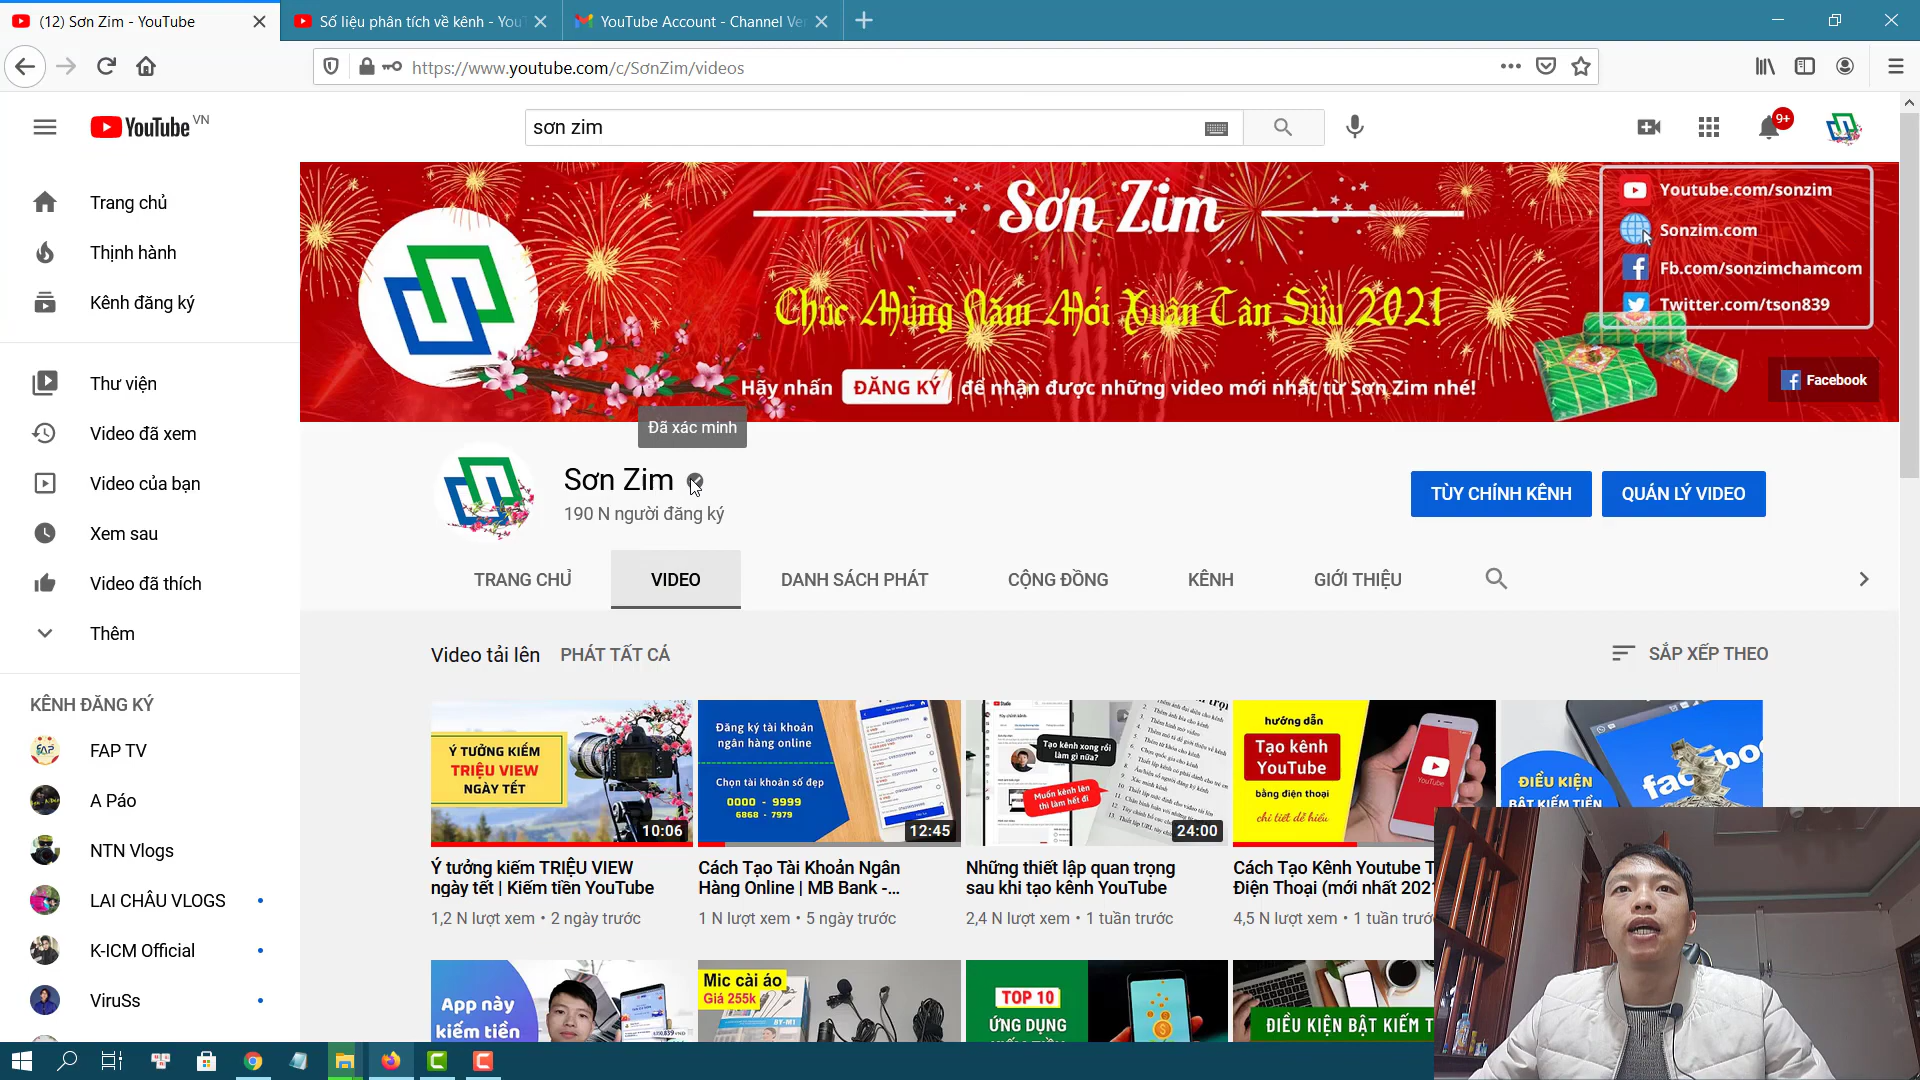 (12) Sơn Zim - YouTube
Số liệu phân tích về kênh - You
YouTube Account - Channel Ve
https://www.youtube.com/c/SơnZim/videos
YouTube VN
sơn zim
9+
Trang chủ
Thịnh hành
Kênh đăng ký
Thư viện
Video đã xem
Video của bạn
Xem sau
Video đã thích
Thêm
KÊNH ĐĂNG KÝ
FAP TV
A Páo
NTN Vlogs
LAI CHÂU VLOGS
K-ICM Official
ViruSs
Sơn Zim
Chúc Mừng Năm Mới Xuân Tân Sửu 2021
Hãy nhấn ĐĂNG KÝ để nhận được những video mới nhất từ Sơn Zim nhé!
Youtube.com/sonzim
Sonzim.com
Fb.com/sonzimchamcom
Twitter.com/tson839
Facebook
Đã xác minh
Sơn Zim
190 N người đăng ký
TÙY CHỈNH KÊNH
QUẢN LÝ VIDEO
TRANG CHỦ
VIDEO
DANH SÁCH PHÁT
CỘNG ĐỒNG
KÊNH
GIỚI THIỆU
Video tải lên
PHÁT TẤT CẢ
SẮP XẾP THEO
Ý TƯỞNG KIẾM
TRIỆU VIEW
NGÀY TẾT
10:06
Ý tưởng kiếm TRIỆU VIEW
ngày tết | Kiếm tiền YouTube
1,2 N lượt xem • 2 ngày trước
Đăng ký tài khoản
ngân hàng online
Chọn tài khoản số đẹp
0000 - 9999
6868 - 7979
12:45
Cách Tạo Tài Khoản Ngân
Hàng Online | MB Bank -...
1 N lượt xem • 5 ngày trước
Tạo kênh xong rồi
làm gì nữa?
Muốn kênh lên
thì làm hết đi
24:00
Những thiết lập quan trọng
sau khi tạo kênh YouTube
2,4 N lượt xem • 1 tuần trước
hướng dẫn
Tạo kênh
YouTube
bằng điện thoại
chi tiết dễ hiểu
YouTube
Cách Tạo Kênh Youtube T
Điện Thoại (mới nhất 202
4,5 N lượt xem • 1 tuần trướ
ĐIỀU KIỆN
BẬT KIẾM TIỀN
App này
kiếm tiền
Mic cài áo
Giá 255k
BY-M1
TOP 10
ỨNG DỤNG
ĐIỀU KIỆN BẬT KIẾM T